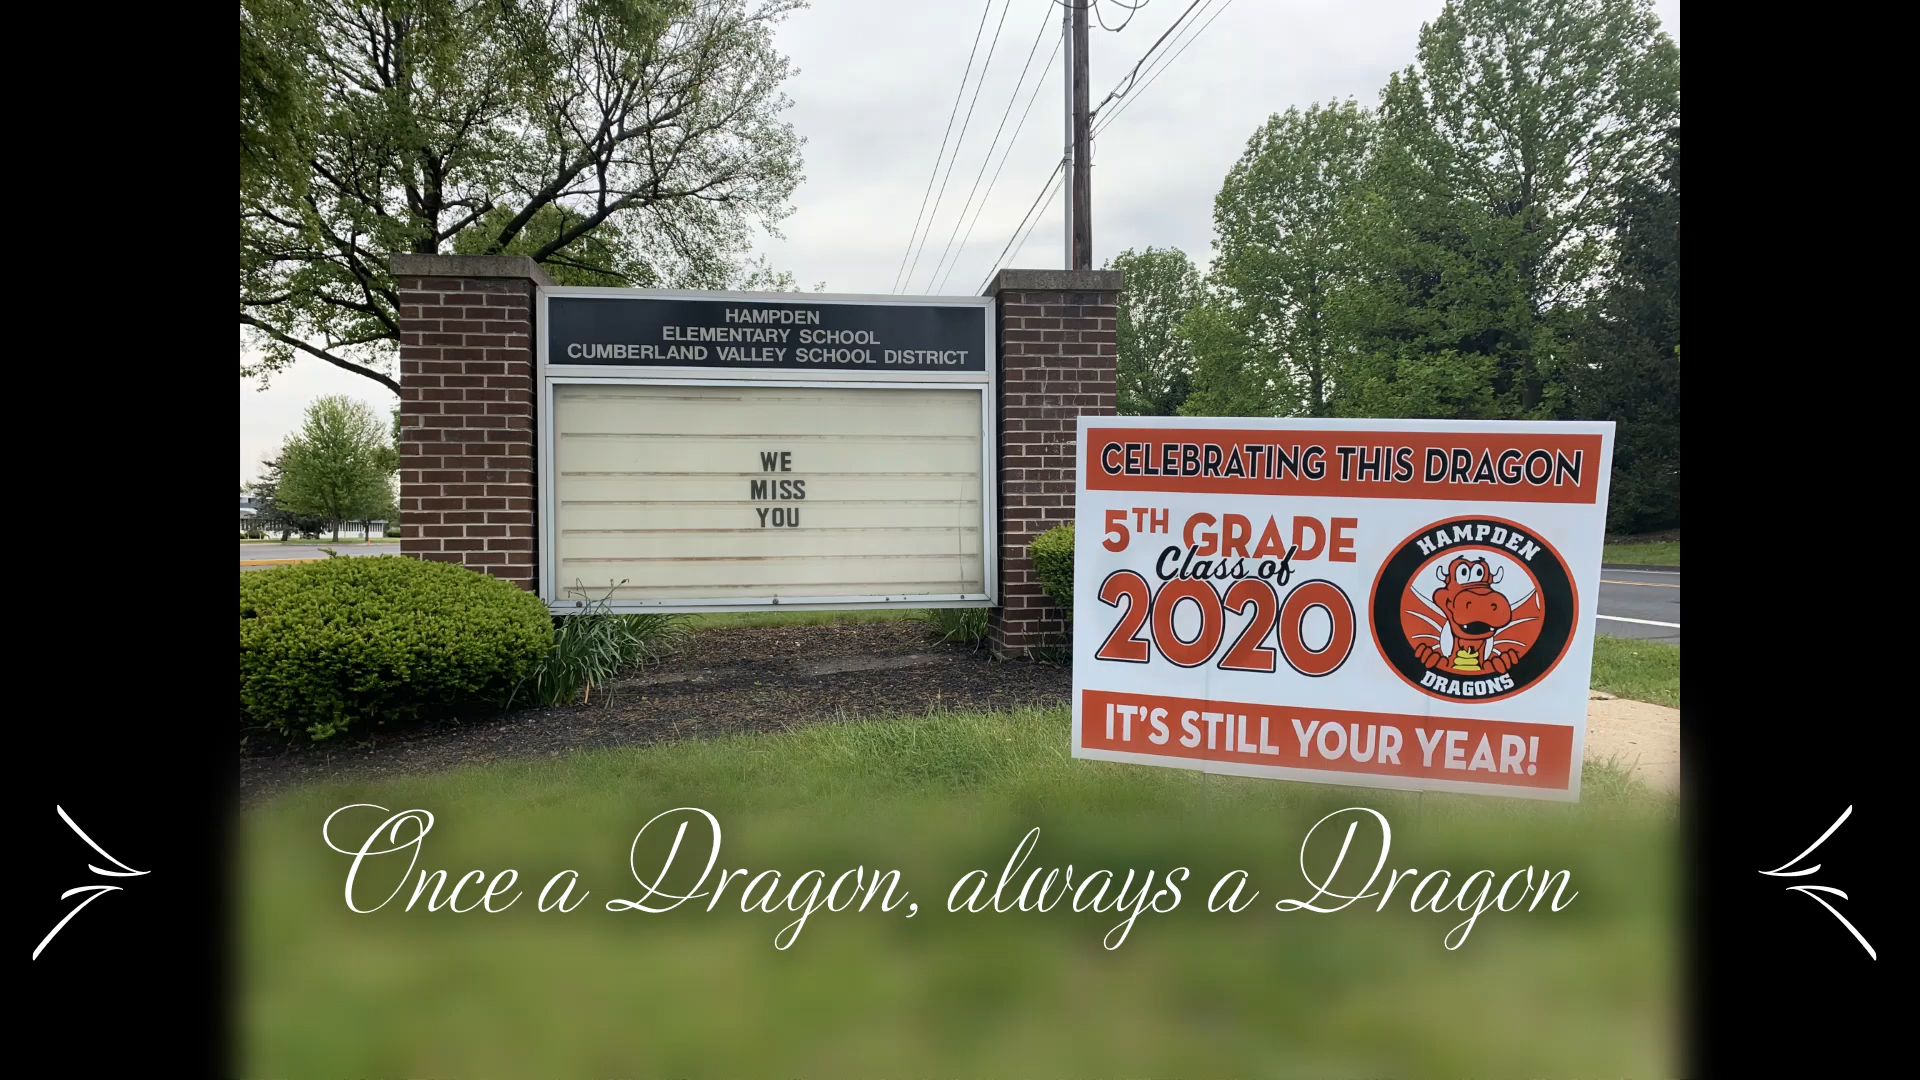 HAMPDEN
ELEMENTARY SCHOOL
CUMBERLAND VALLEY SCHOOL DISTRICT
WE
MISS
YOU
CELEBRATING THIS DRAGON
5TH GRADE
Class of
2020
HAMPDEN
DRAGONS
IT'S STILL YOUR YEAR!
Once a Dragon, always a Dragon